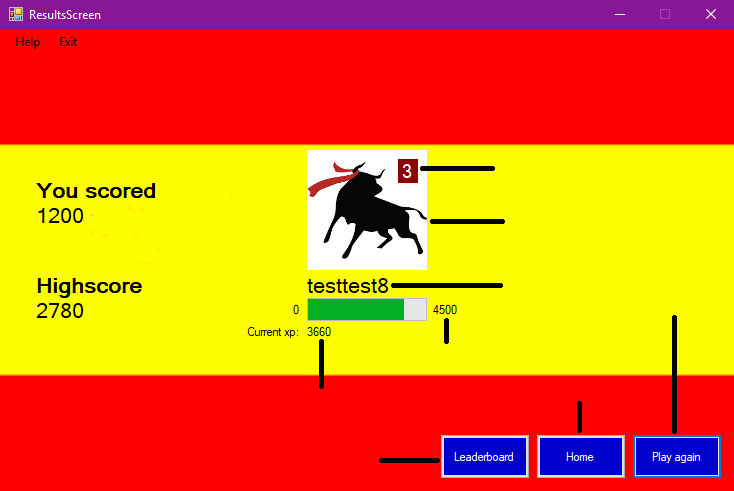 ResultsScreen
Help Exit
3
You scored
1200
Highscore
2780
testtest8
0 4500
Current xp: 3660
Leaderboard Home Play again